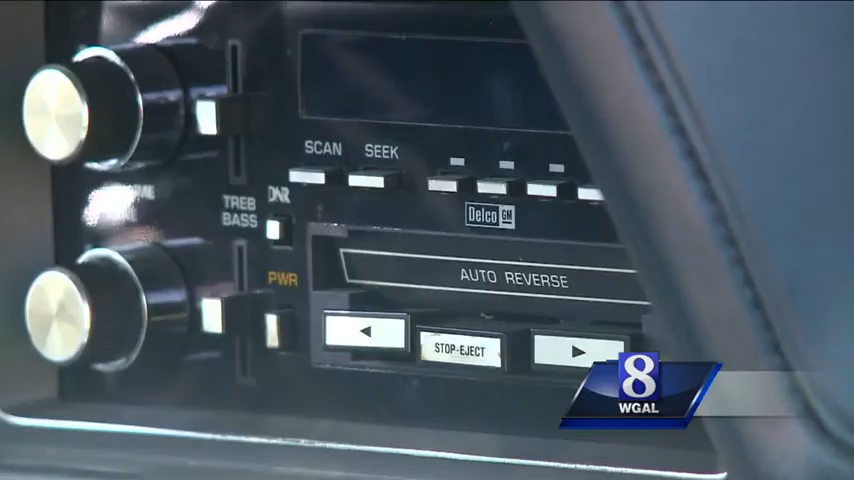 SCAN
SEEK
DNR
TREB
BASS
Delco GM
PWR
AUTO REVERSE
STOP-EJECT
8
WGAL